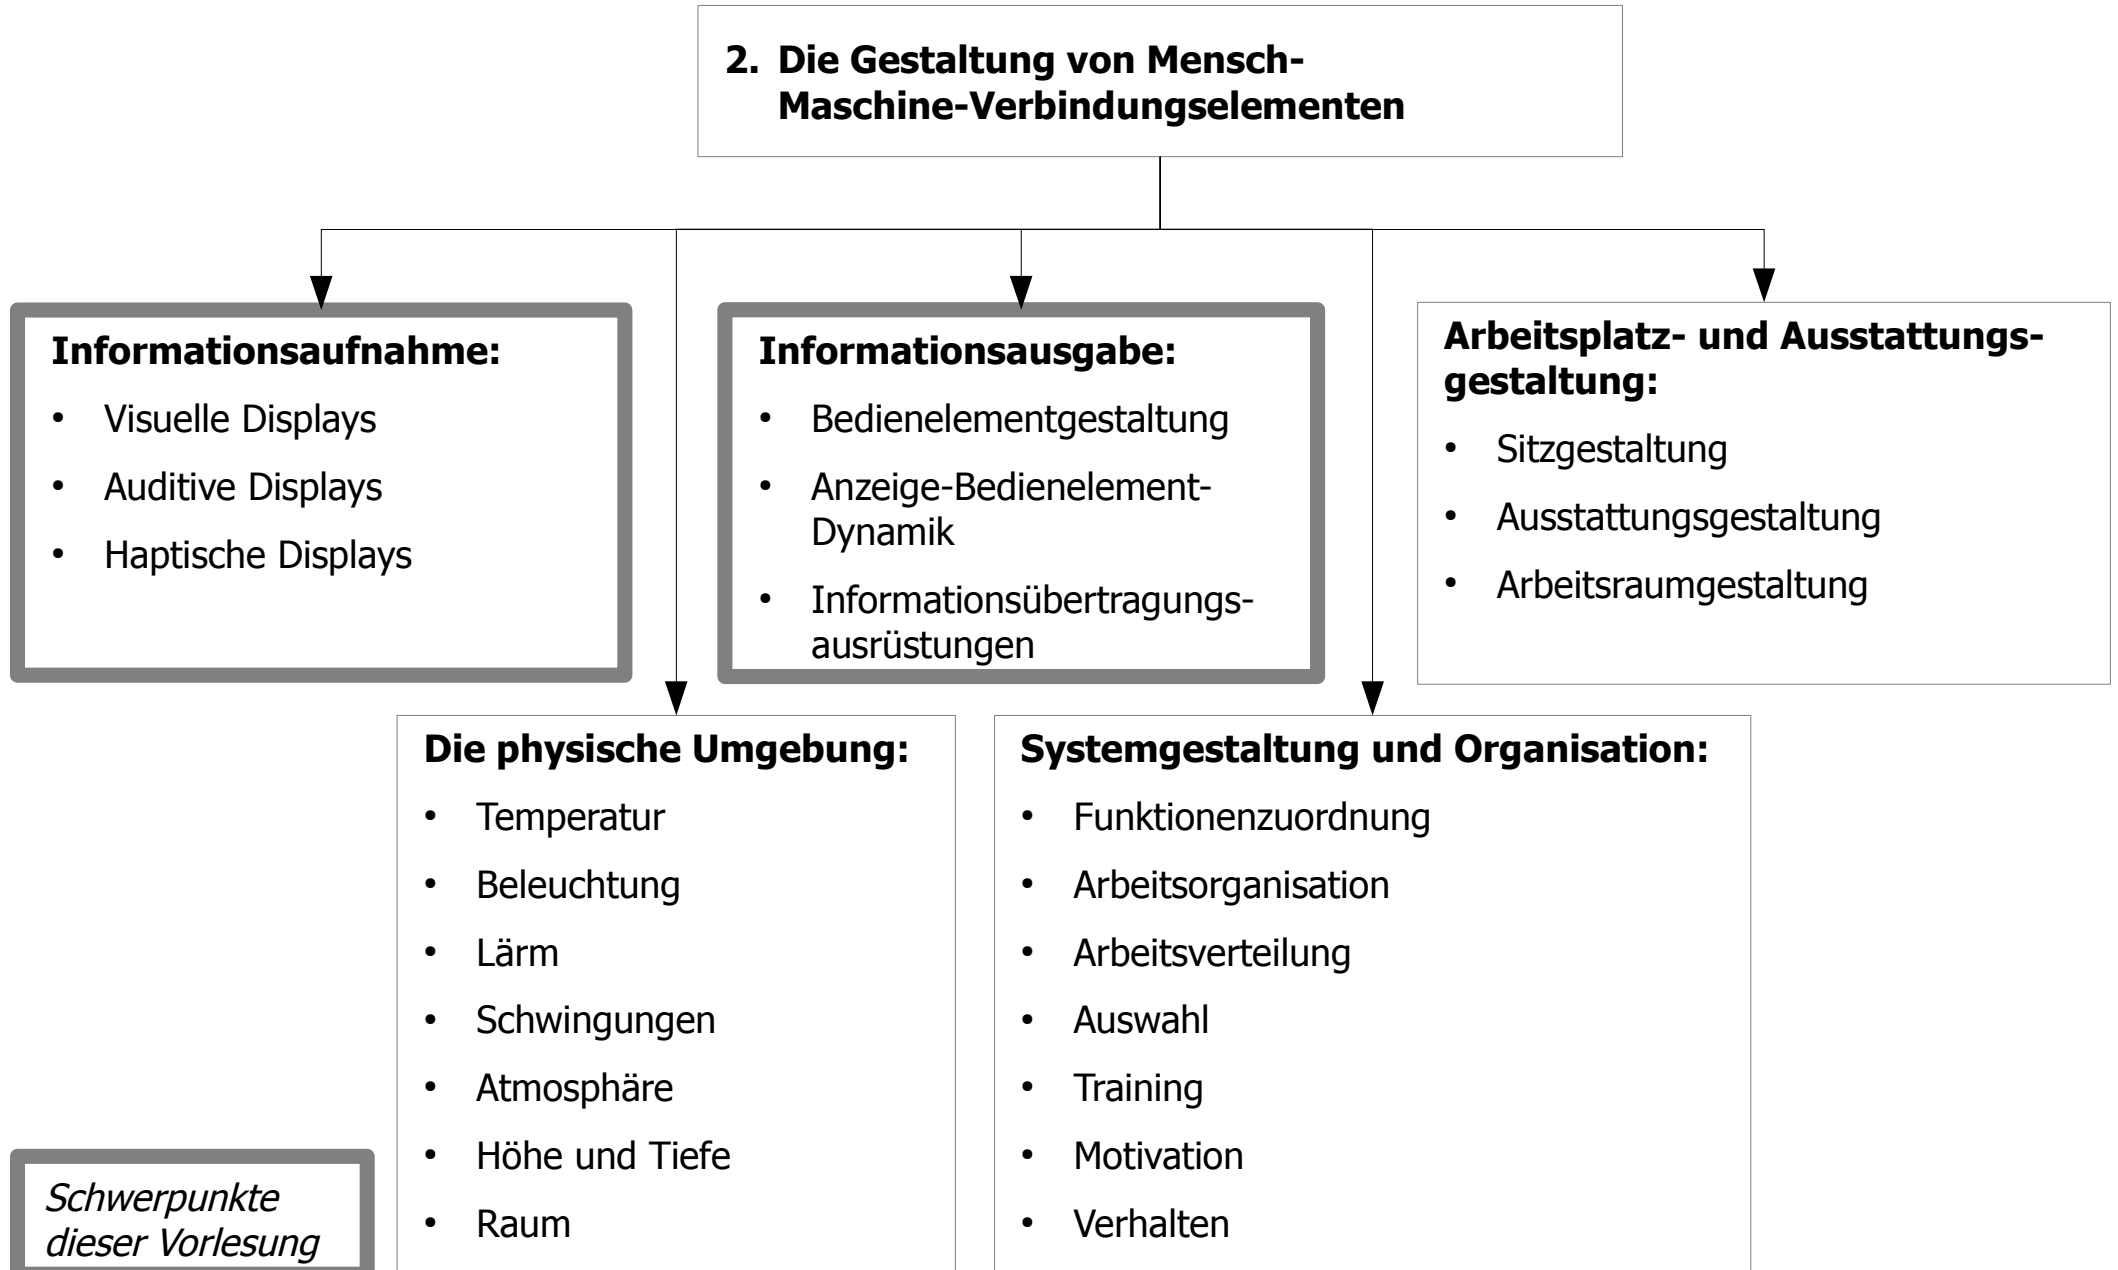 2. Die Gestaltung von Mensch-
Maschine-Verbindungselementen
Informationsaufnahme:
• Visuelle Displays
• Auditive Displays
• Haptische Displays
Informationsausgabe:
• Bedienelementgestaltung
• Anzeige-Bedienelement-
Dynamik
• Informationsübertragungs-
ausrüstungen
Arbeitsplatz- und Ausstattungs-
gestaltung:
• Sitzgestaltung
• Ausstattungsgestaltung
• Arbeitsraumgestaltung
Die physische Umgebung:
• Temperatur
• Beleuchtung
• Lärm
• Schwingungen
• Atmosphäre
• Höhe und Tiefe
• Raum
Systemgestaltung und Organisation:
• Funktionenzuordnung
• Arbeitsorganisation
• Arbeitsverteilung
• Auswahl
• Training
• Motivation
• Verhalten
Schwerpunkte
dieser Vorlesung